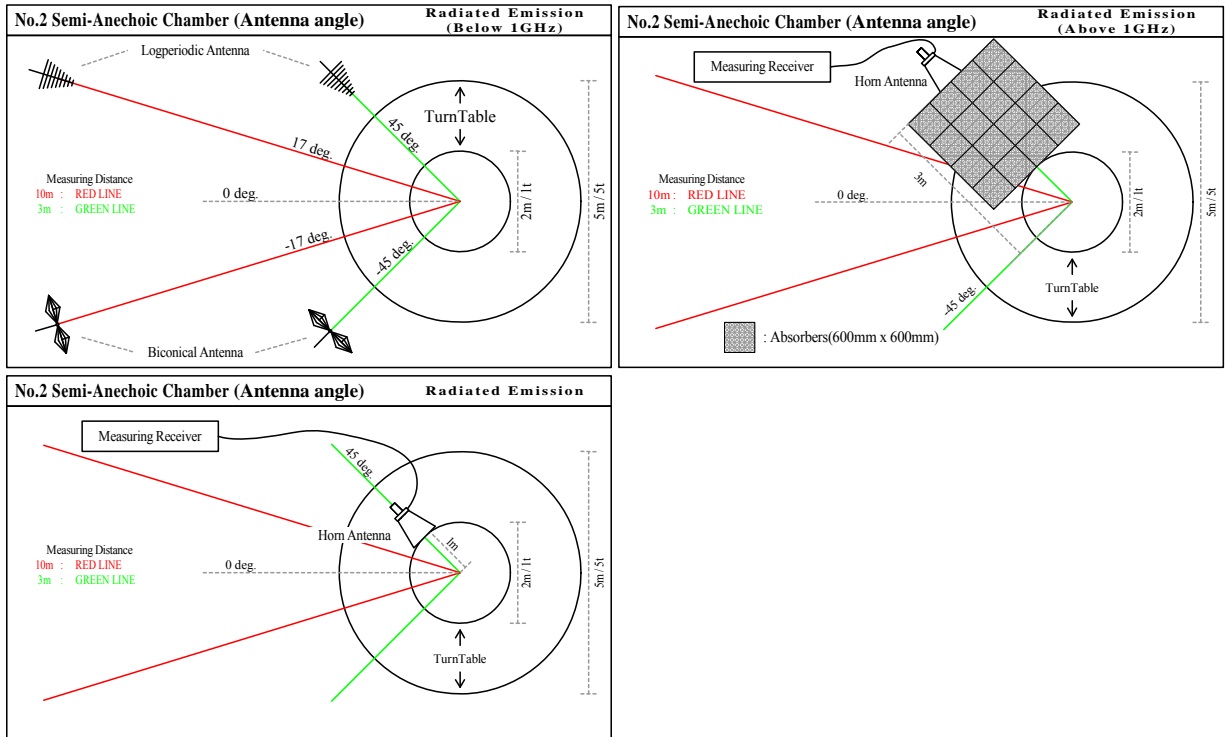 No.2 Semi-Anechoic Chamber (Antenna angle)
Radiated Emission
(Below 1GHz)
Logperiodic Antenna
TurnTable
45 deg.
17 deg.
Measuring Distance
10m : RED LINE
3m : GREEN LINE
0 deg.
2m / 1t
5m / 5t
-17 deg.
-45 deg.
Biconical Antenna
No.2 Semi-Anechoic Chamber (Antenna angle)
Radiated Emission
(Above 1GHz)
Measuring Receiver
Horn Antenna
3m
Measuring Distance
10m : RED LINE
3m : GREEN LINE
0 deg.
2m / 1t
5m / 5t
TurnTable
-45 deg.
: Absorbers(600mm x 600mm)
No.2 Semi-Anechoic Chamber (Antenna angle)
Radiated Emission
Measuring Receiver
45 deg.
Horn Antenna
1m
Measuring Distance
10m : RED LINE
3m : GREEN LINE
0 deg.
2m / 1t
5m / 5t
TurnTable